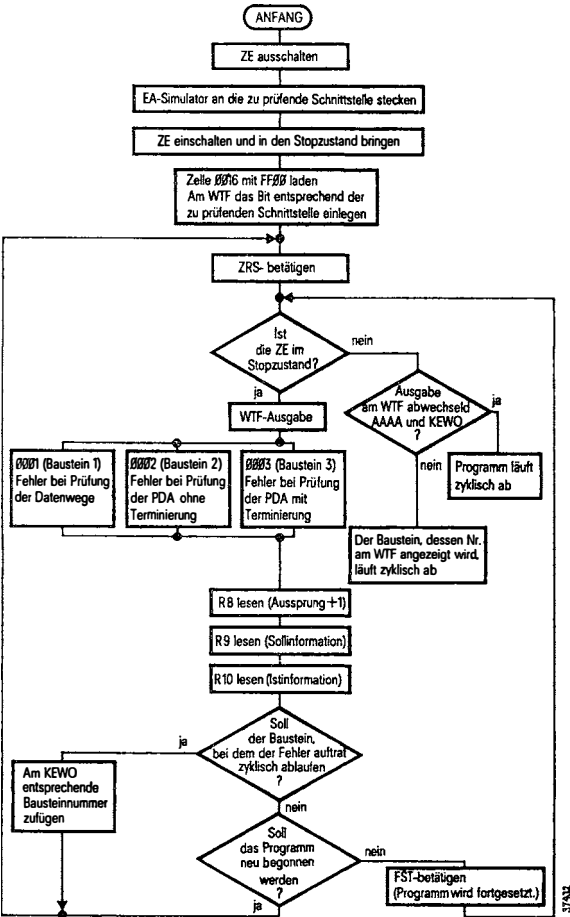 ANFANG
ZE ausschalten
EA-Simulator an die zu prüfende Schnittstelle stecken
ZE einschalten und in den Stopzustand bringen
Zelle 0016 mit FF00 laden
Am WTF das Bit entsprechend der
zu prüfenden Schnittstelle einlegen
ZRS- betätigen
Ist
die ZE im
Stopzustand?
nein
ja
WTF-Ausgabe
Ausgabe
am WTF abwechseld
AAAA und KEWO
?
ja
nein
Programm läuft
zyklisch ab
Der Baustein, dessen Nr.
am WTF angezeigt wird,
läuft zyklisch ab
0001 (Baustein 1)
Fehler bei Prüfung
der Datenwege
0002 (Baustein 2)
Fehler bei Prüfung
der PDA ohne
Terminierung
0003 (Baustein 3)
Fehler bei Prüfung
der PDA mit
Terminierung
R8 lesen (Aussprung+1)
R9 lesen (Sollinformation)
R10 lesen (Istinformation)
Soll
der Baustein,
bei dem der Fehler auftrat
zyklisch ablaufen
?
ja
nein
Am KEWO
entsprechende
Bausteinnummer
zufügen
Soll
das Programm
neu begonnen
werden
?
nein
ja
FST-betätigen
(Programm wird fortgesetzt.)
37432